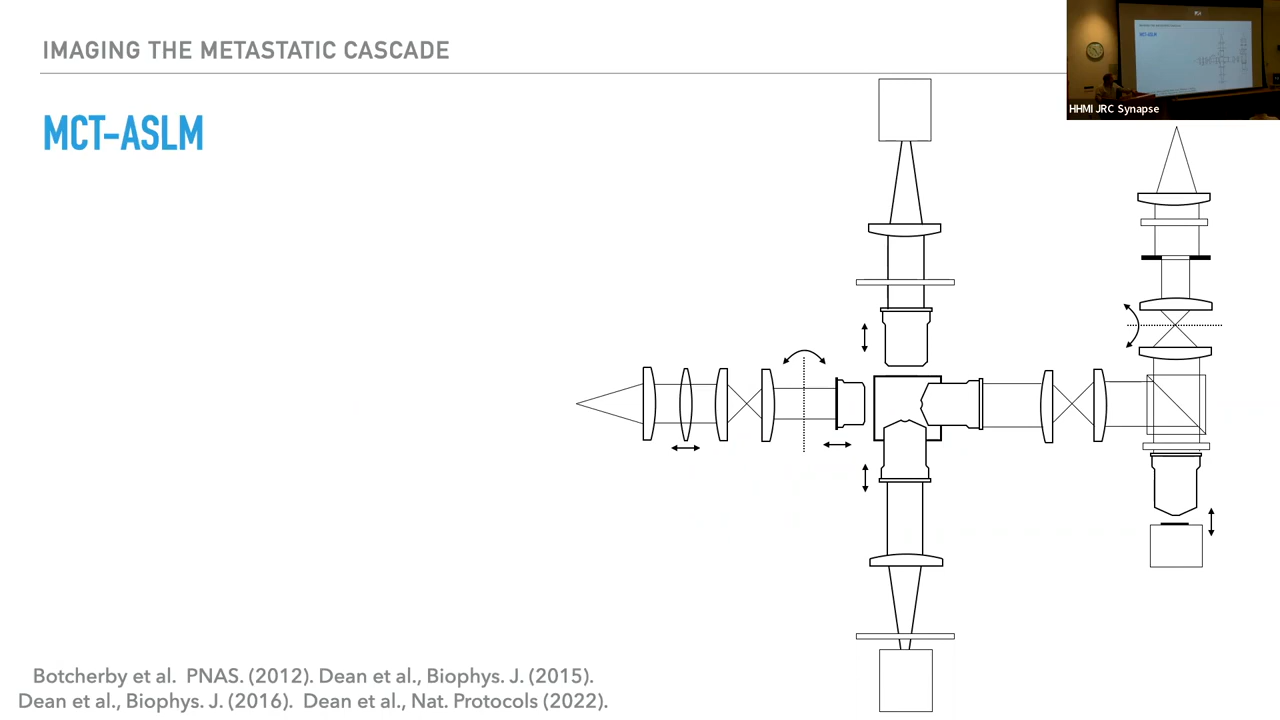 IMAGING THE METASTATIC CASCADE
HHMI JRC Synapse
MCT-ASLM
Botcherby et al. PNAS. (2012). Dean et al., Biophys. J. (2015).
Dean et al., Biophys. J. (2016). Dean et al., Nat. Protocols (2022).